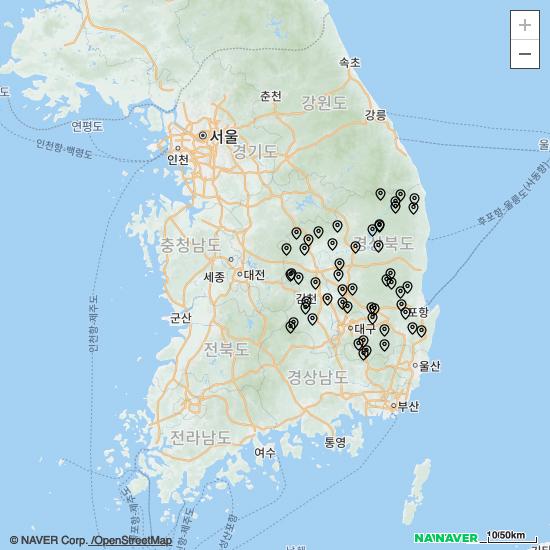 +
−
속초
춘천
강원도
강릉
도
연평도
서울
울
인천항-백령도
인천
경기도
후포항-울릉도(사동항)
충청남도
경상북도
세종
대전
인천항-제주도
김천
군산
포항
대구
전북도
경상남도
울산
부산
전라남도
통영
여수
NAVER
10/50km
© NAVER Corp. /OpenStreetMap